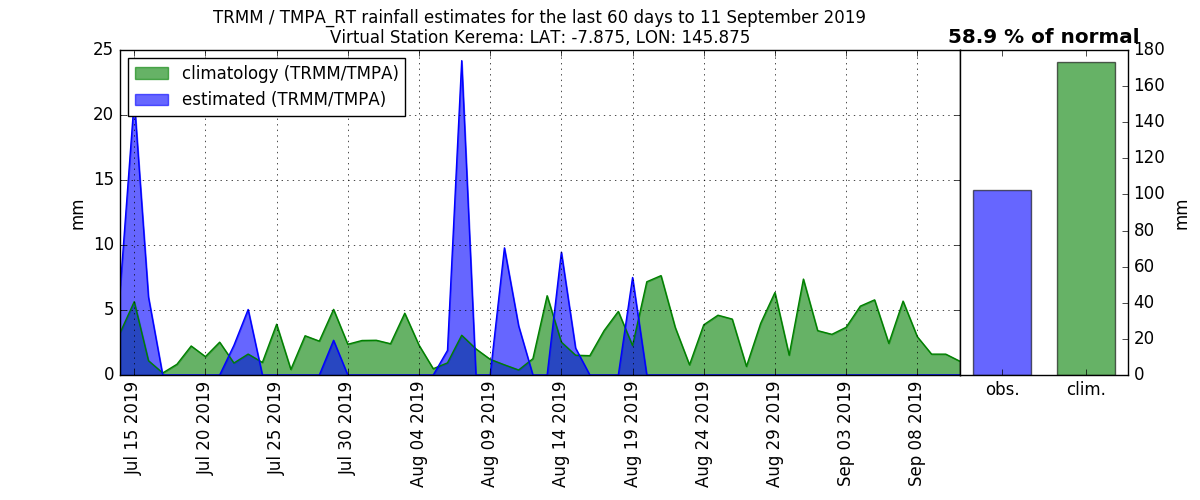 TRMM / TMPA_RT rainfall estimates for the last 60 days to 11 September 2019
Virtual Station Kerema: LAT: -7.875, LON: 145.875
58.9 % of normal
climatology (TRMM/TMPA)
estimated (TRMM/TMPA)
25
20
15
10
5
0
mm
Jul 15 2019
Jul 20 2019
Jul 25 2019
Jul 30 2019
Aug 04 2019
Aug 09 2019
Aug 14 2019
Aug 19 2019
Aug 24 2019
Aug 29 2019
Sep 03 2019
Sep 08 2019
obs.
clim.
180
160
140
120
100
80
60
40
20
0
mm